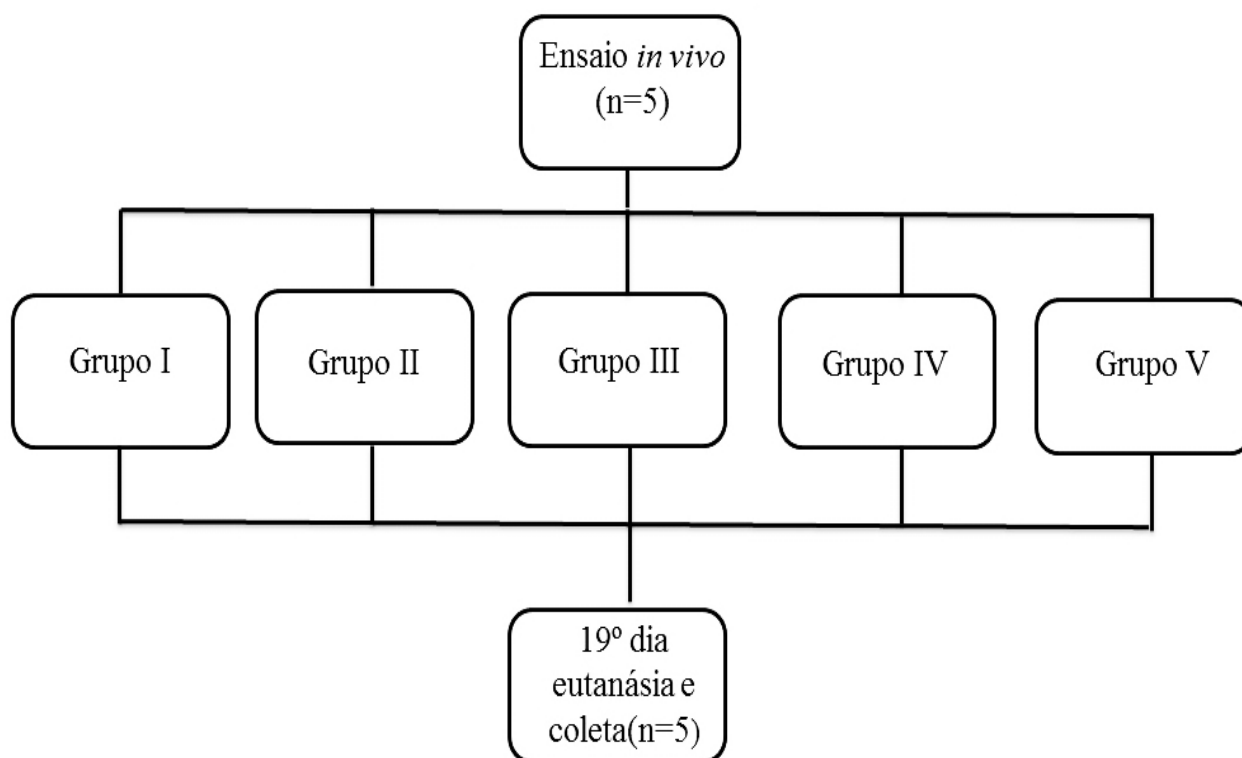 Ensaio in vivo
(n=5)
Grupo I
Grupo II
Grupo III
Grupo IV
Grupo V
19º dia
eutanásia e
coleta(n=5)